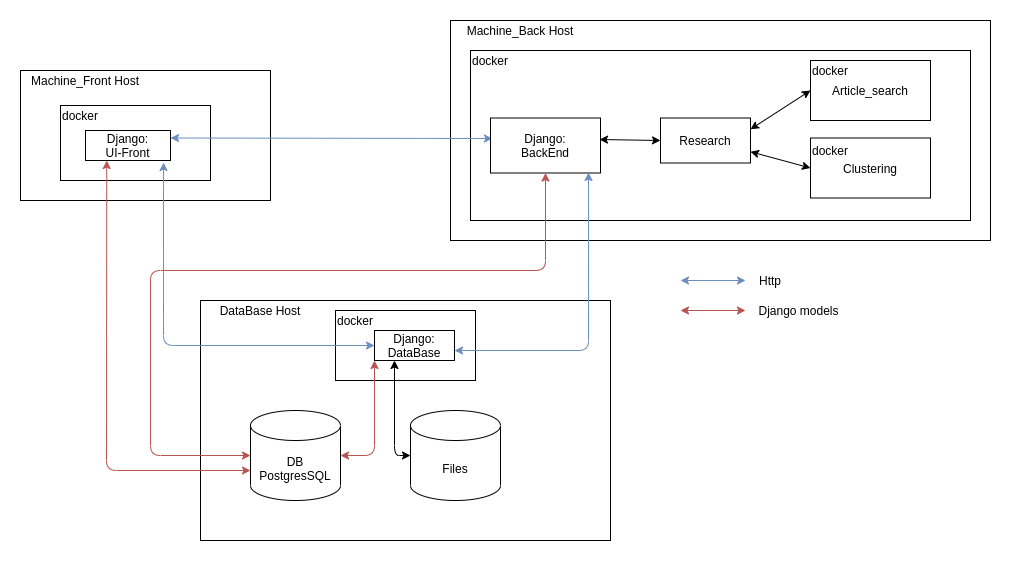 Machine_Back Host
docker
docker
Article_search
Machine_Front Host
docker
Django:
UI-Front
Django:
BackEnd
Research
docker
Clustering
Http
Django models
DataBase Host
docker
Django:
DataBase
DB
PostgresSQL
Files